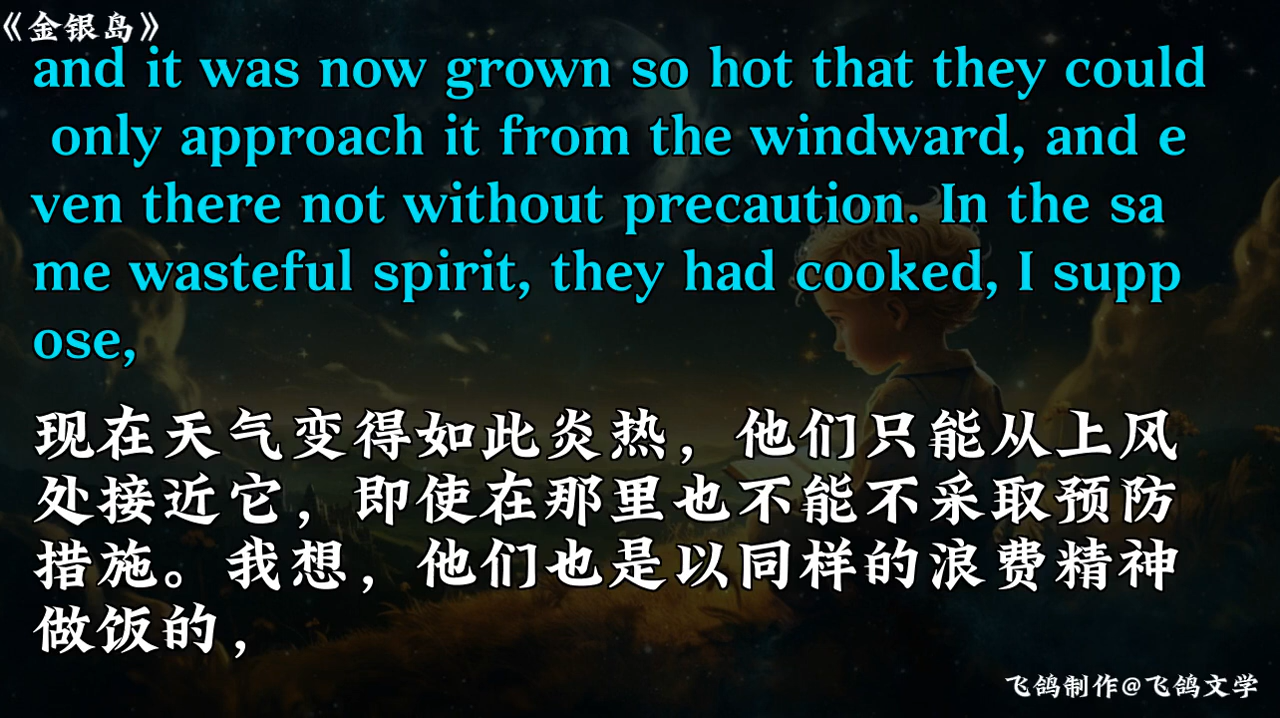 《金银岛》
and it was now grown so hot that they could
only approach it from the windward, and e
ven there not without precaution. In the sa
me wasteful spirit, they had cooked, I supp
ose,
现在天气变得如此炎热，他们只能从上风
处接近它，即使在那里也不能不采取预防
措施。我想，他们也是以同样的浪费精神
做饭的，
飞鸽制作@飞鸽文学